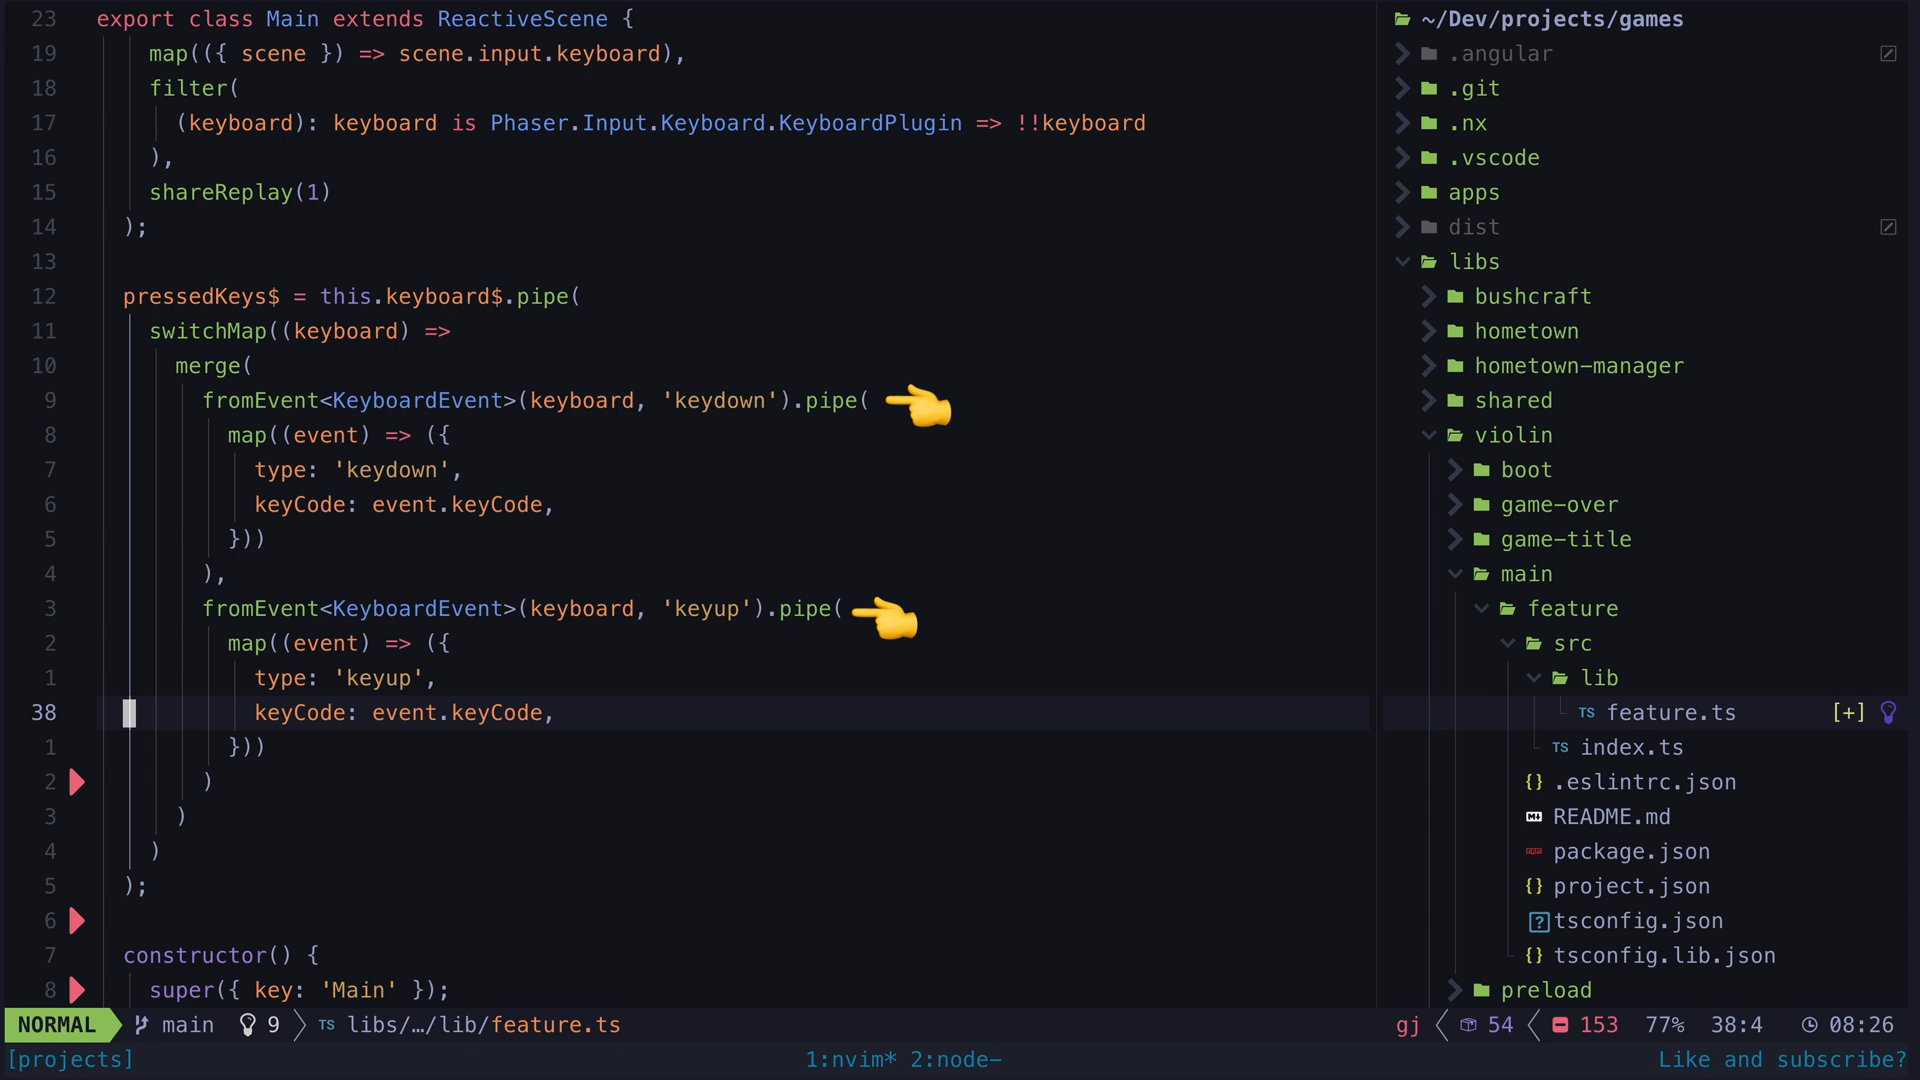 23 export class Main extends ReactiveScene {
19 map(({ scene }) => scene.input.keyboard),
18 filter(
17 (keyboard): keyboard is Phaser.Input.Keyboard.KeyboardPlugin => !!keyboard
16 ),
15 shareReplay(1)
14 );
13
12 pressedKeys$ = this.keyboard$.pipe(
11 switchMap((keyboard) =>
10 merge(
9 fromEvent<KeyboardEvent>(keyboard, 'keydown').pipe(
8 map((event) => ({
7 type: 'keydown',
6 keyCode: event.keyCode,
5 }))
4 ),
3 fromEvent<KeyboardEvent>(keyboard, 'keyup').pipe(
2 map((event) => ({
1 type: 'keyup',
38 keyCode: event.keyCode,
1 }))
2 )
3 )
4 )
5 );
6
7 constructor() {
8 super({ key: 'Main' });
~/Dev/projects/games
.angular
.git
.nx
.vscode
apps
dist
libs
bushcraft
hometown
hometown-manager
shared
violin
boot
game-over
game-title
main
feature
src
lib
TS feature.ts [+]
TS index.ts
{} .eslintrc.json
README.md
package.json
{} project.json
[?] tsconfig.json
{} tsconfig.lib.json
preload
NORMAL main 9 TS libs/…/lib/feature.ts gj 54 153 77% 38:4 08:26
[projects] 1:nvim* 2:node- Like and subscribe?